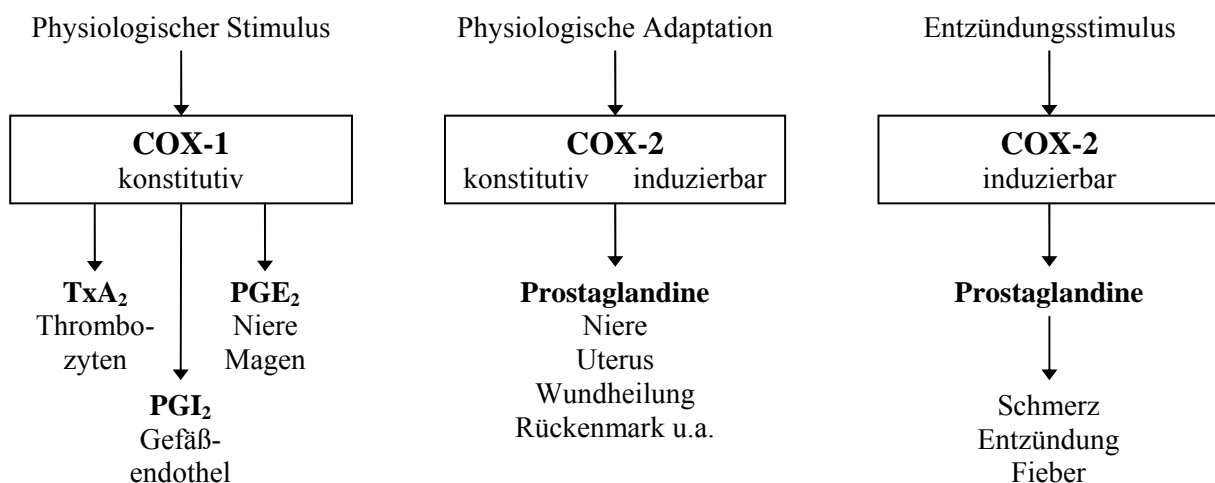 Physiologischer Stimulus
COX-1
konstitutiv
TxA₂
Thrombo-
zyten
PGI₂
Gefäß-
endothel
PGE₂
Niere
Magen
Physiologische Adaptation
COX-2
konstitutiv induzierbar
Prostaglandine
Niere
Uterus
Wundheilung
Rückenmark u.a.
Entzündungsstimulus
COX-2
induzierbar
Prostaglandine
Schmerz
Entzündung
Fieber